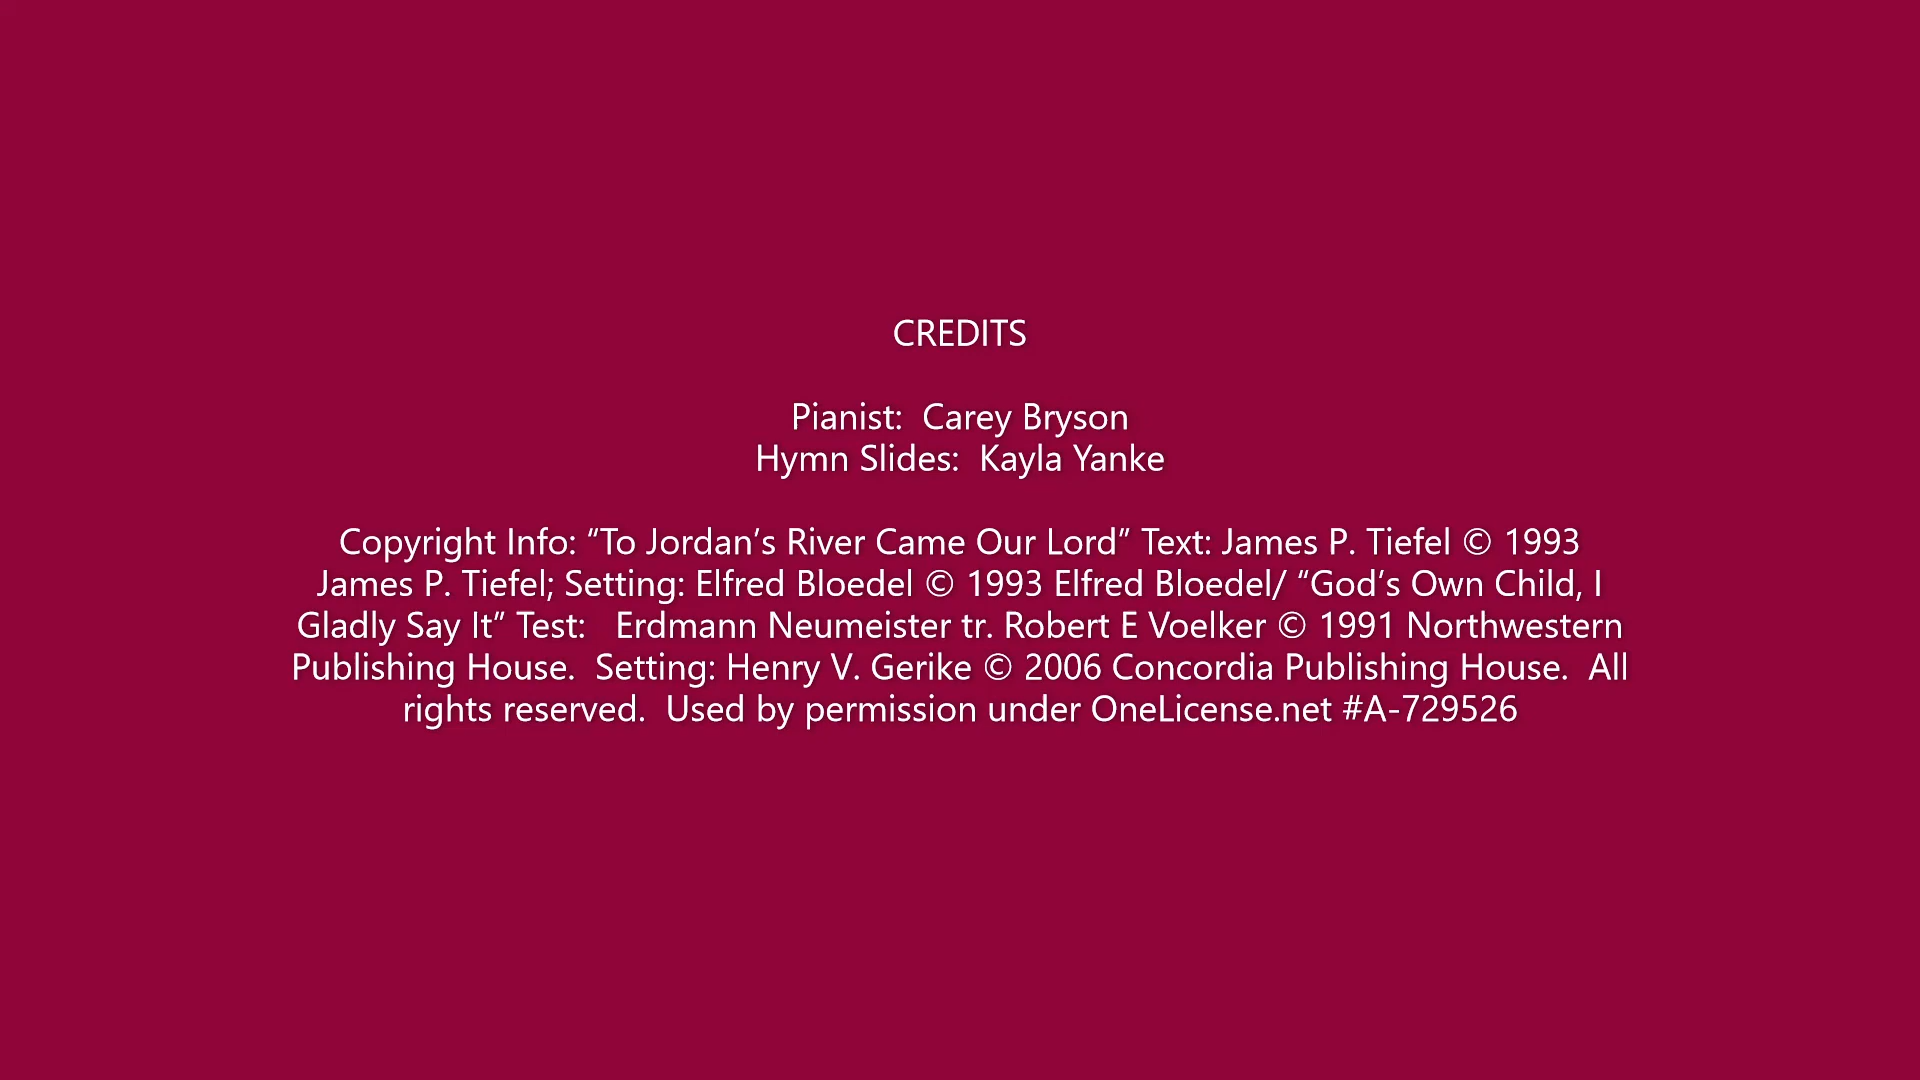 CREDITS
Pianist:  Carey Bryson
Hymn Slides:  Kayla Yanke
Copyright Info: “To Jordan’s River Came Our Lord” Text: James P. Tiefel © 1993
James P. Tiefel; Setting: Elfred Bloedel © 1993 Elfred Bloedel/ “God’s Own Child, I
Gladly Say It” Test:   Erdmann Neumeister tr. Robert E Voelker © 1991 Northwestern
Publishing House.  Setting: Henry V. Gerike © 2006 Concordia Publishing House.  All
rights reserved.  Used by permission under OneLicense.net #A-729526